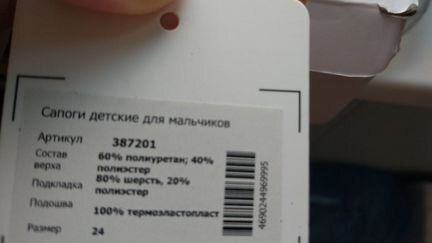 Сапоги детские для мальчиков
Артикул 387201
Состав верха 60% полиуретан; 40% полиэстер
Подкладка 80% шерсть, 20% полиэстер
Подошва 100% термоэластопласт
Размер 24
4690244969995